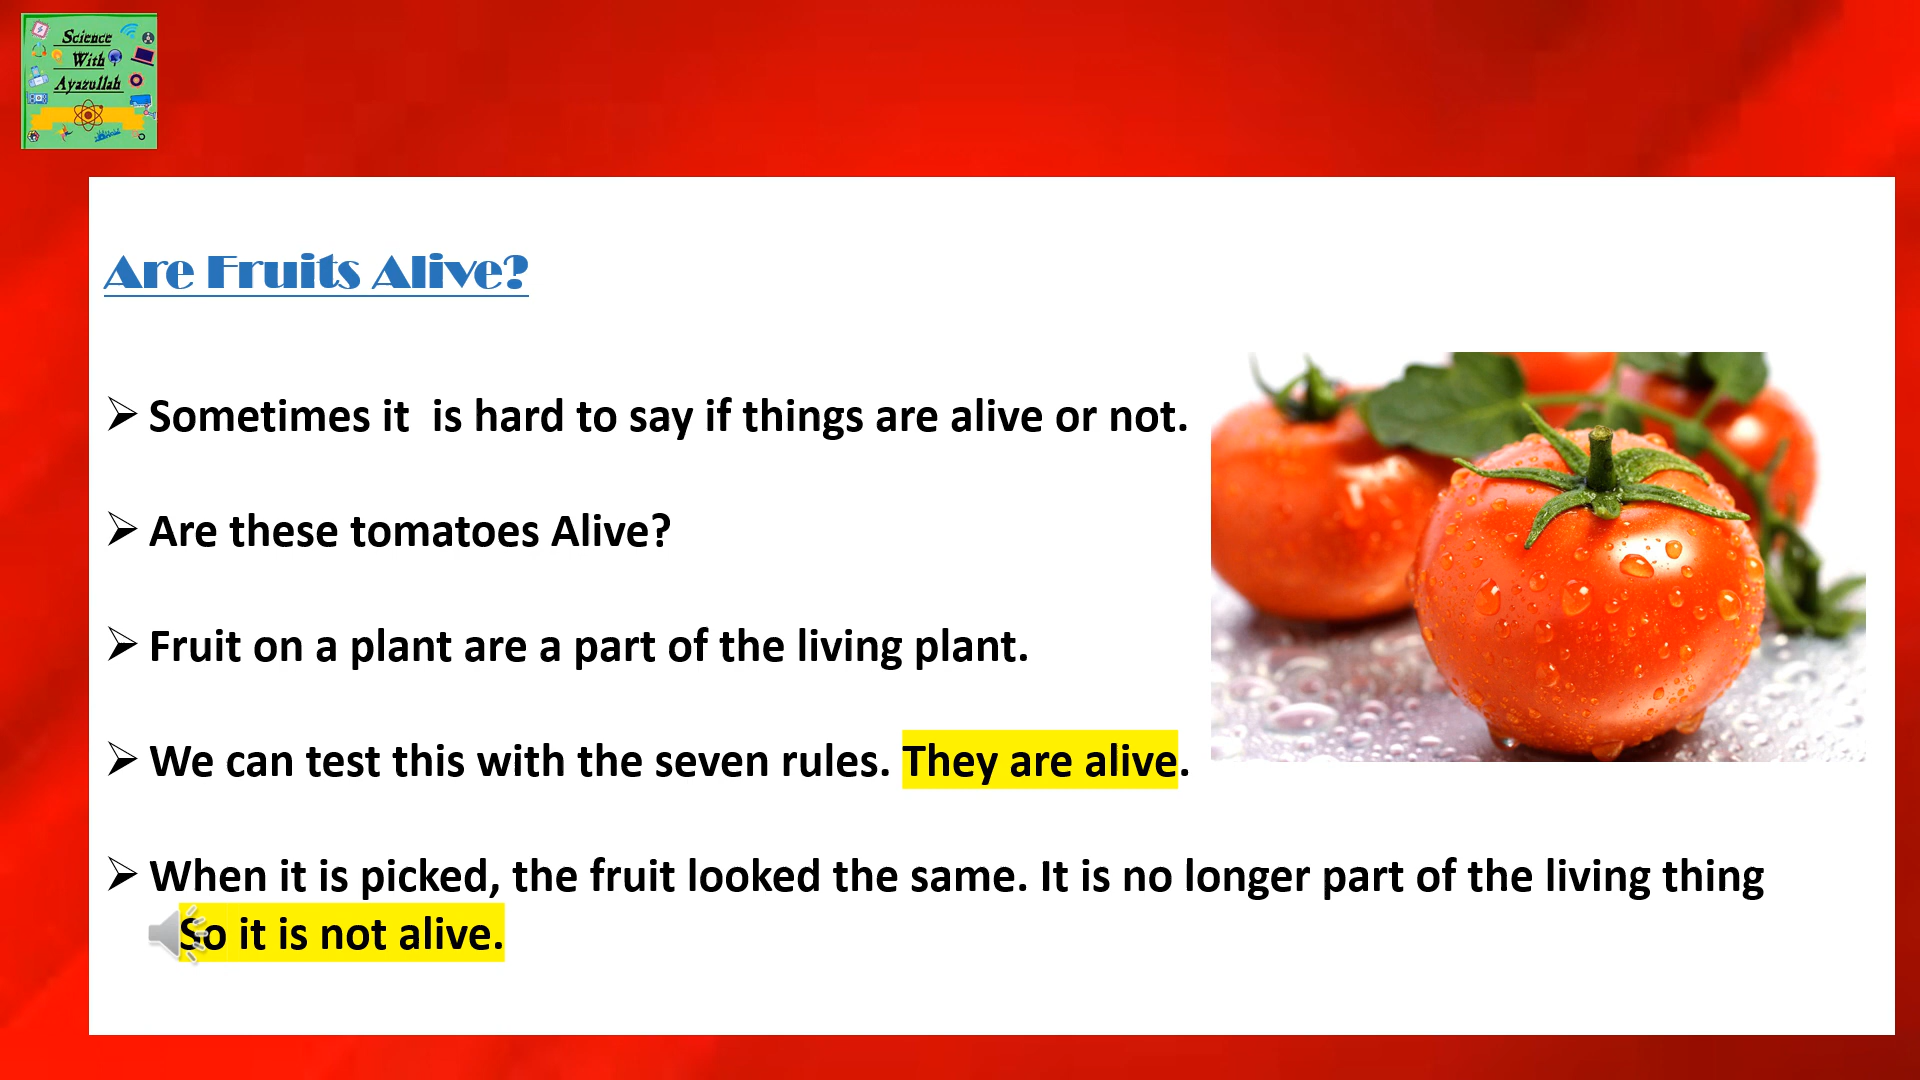 Science
With
Ayazullah
Are Fruits Alive?
➢ Sometimes it  is hard to say if things are alive or not.
➢ Are these tomatoes Alive?
➢ Fruit on a plant are a part of the living plant.
➢ We can test this with the seven rules. They are alive.
➢ When it is picked, the fruit looked the same. It is no longer part of the living thing
So it is not alive.